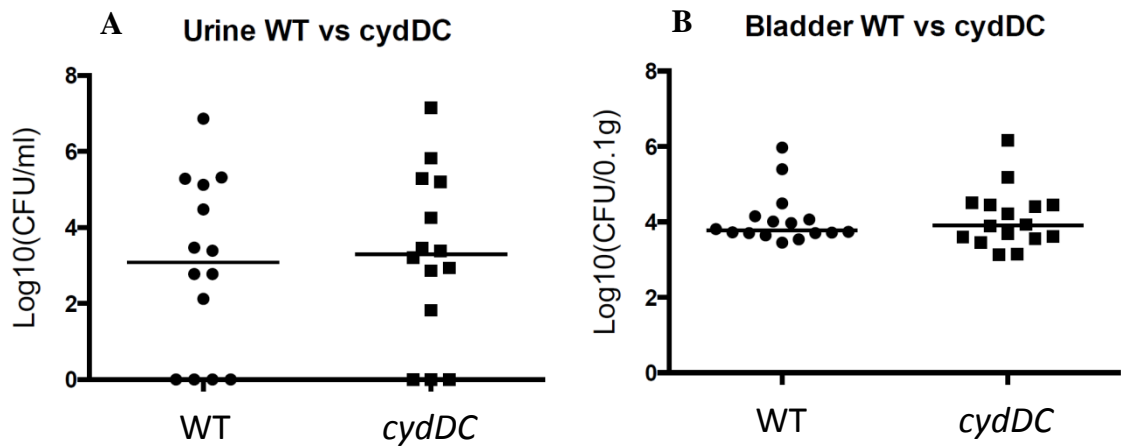 A Urine WT vs cydDC
Log10(CFU/ml)
8
6
4
2
0
WT cydDC
B Bladder WT vs cydDC
Log10(CFU/0.1g)
8
6
4
2
0
WT cydDC